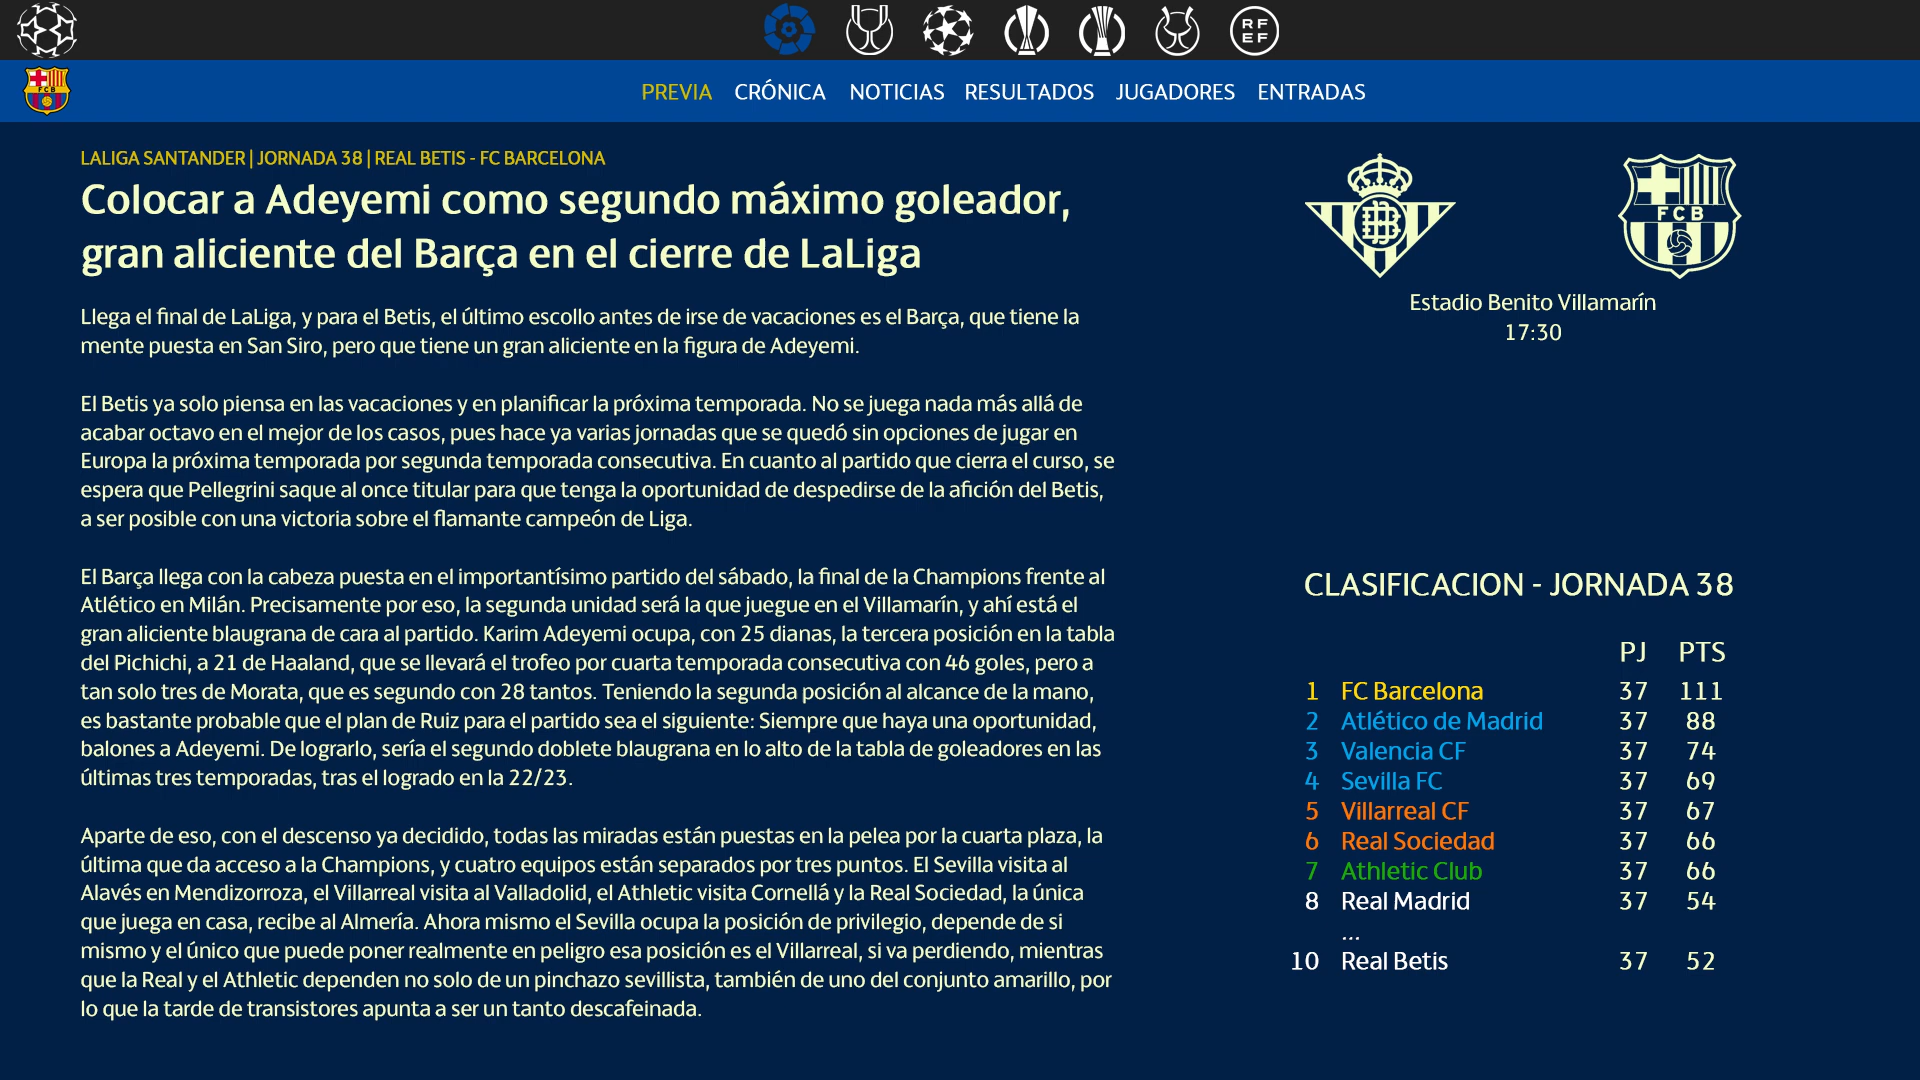 RF
EF
FCB
PREVIA CRÓNICA NOTICIAS RESULTADOS JUGADORES ENTRADAS
LALIGA SANTANDER | JORNADA 38 | REAL BETIS - FC BARCELONA
Colocar a Adeyemi como segundo máximo goleador,
gran aliciente del Barça en el cierre de LaLiga
Llega el final de LaLiga, y para el Betis, el último escollo antes de irse de vacaciones es el Barça, que tiene la
mente puesta en San Siro, pero que tiene un gran aliciente en la figura de Adeyemi.
El Betis ya solo piensa en las vacaciones y en planificar la próxima temporada. No se juega nada más allá de
acabar octavo en el mejor de los casos, pues hace ya varias jornadas que se quedó sin opciones de jugar en
Europa la próxima temporada por segunda temporada consecutiva. En cuanto al partido que cierra el curso, se
espera que Pellegrini saque al once titular para que tenga la oportunidad de despedirse de la afición del Betis,
a ser posible con una victoria sobre el flamante campeón de Liga.
El Barça llega con la cabeza puesta en el importantísimo partido del sábado, la final de la Champions frente al
Atlético en Milán. Precisamente por eso, la segunda unidad será la que juegue en el Villamarín, y ahí está el
gran aliciente blaugrana de cara al partido. Karim Adeyemi ocupa, con 25 dianas, la tercera posición en la tabla
del Pichichi, a 21 de Haaland, que se llevará el trofeo por cuarta temporada consecutiva con 46 goles, pero a
tan solo tres de Morata, que es segundo con 28 tantos. Teniendo la segunda posición al alcance de la mano,
es bastante probable que el plan de Ruiz para el partido sea el siguiente: Siempre que haya una oportunidad,
balones a Adeyemi. De lograrlo, sería el segundo doblete blaugrana en lo alto de la tabla de goleadores en las
últimas tres temporadas, tras el logrado en la 22/23.
Aparte de eso, con el descenso ya decidido, todas las miradas están puestas en la pelea por la cuarta plaza, la
última que da acceso a la Champions, y cuatro equipos están separados por tres puntos. El Sevilla visita al
Alavés en Mendizorroza, el Villarreal visita al Valladolid, el Athletic visita Cornellá y la Real Sociedad, la única
que juega en casa, recibe al Almería. Ahora mismo el Sevilla ocupa la posición de privilegio, depende de si
mismo y el único que puede poner realmente en peligro esa posición es el Villarreal, si va perdiendo, mientras
que la Real y el Athletic dependen no solo de un pinchazo sevillista, también de uno del conjunto amarillo, por
lo que la tarde de transistores apunta a ser un tanto descafeinada.
FCB
Estadio Benito Villamarín
17:30
CLASIFICACION - JORNADA 38
PJ PTS
1 FC Barcelona 37 111
2 Atlético de Madrid 37 88
3 Valencia CF 37 74
4 Sevilla FC 37 69
5 Villarreal CF 37 67
6 Real Sociedad 37 66
7 Athletic Club 37 66
8 Real Madrid 37 54
...
10 Real Betis 37 52